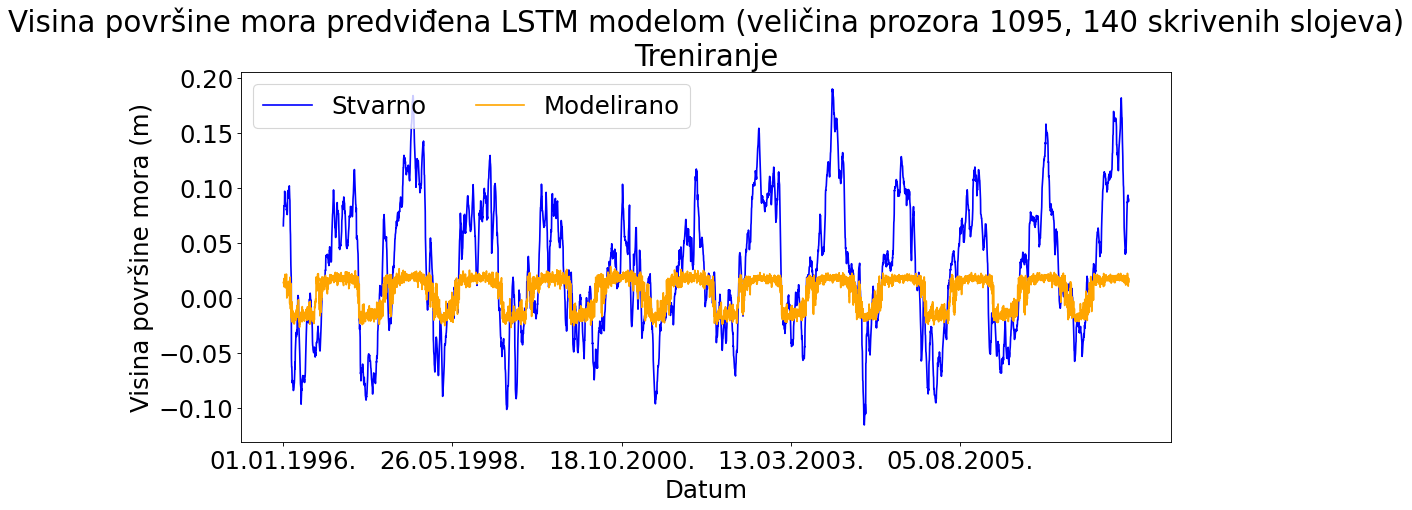 Visina površine mora predviđena LSTM modelom (veličina prozora 1095, 140 skrivenih slojeva)
Treniranje
Stvarno Modelirano
Visina površine mora (m)
0.20
0.15
0.10
0.05
0.00
−0.05
−0.10
01.01.1996. 26.05.1998. 18.10.2000. 13.03.2003. 05.08.2005.
Datum